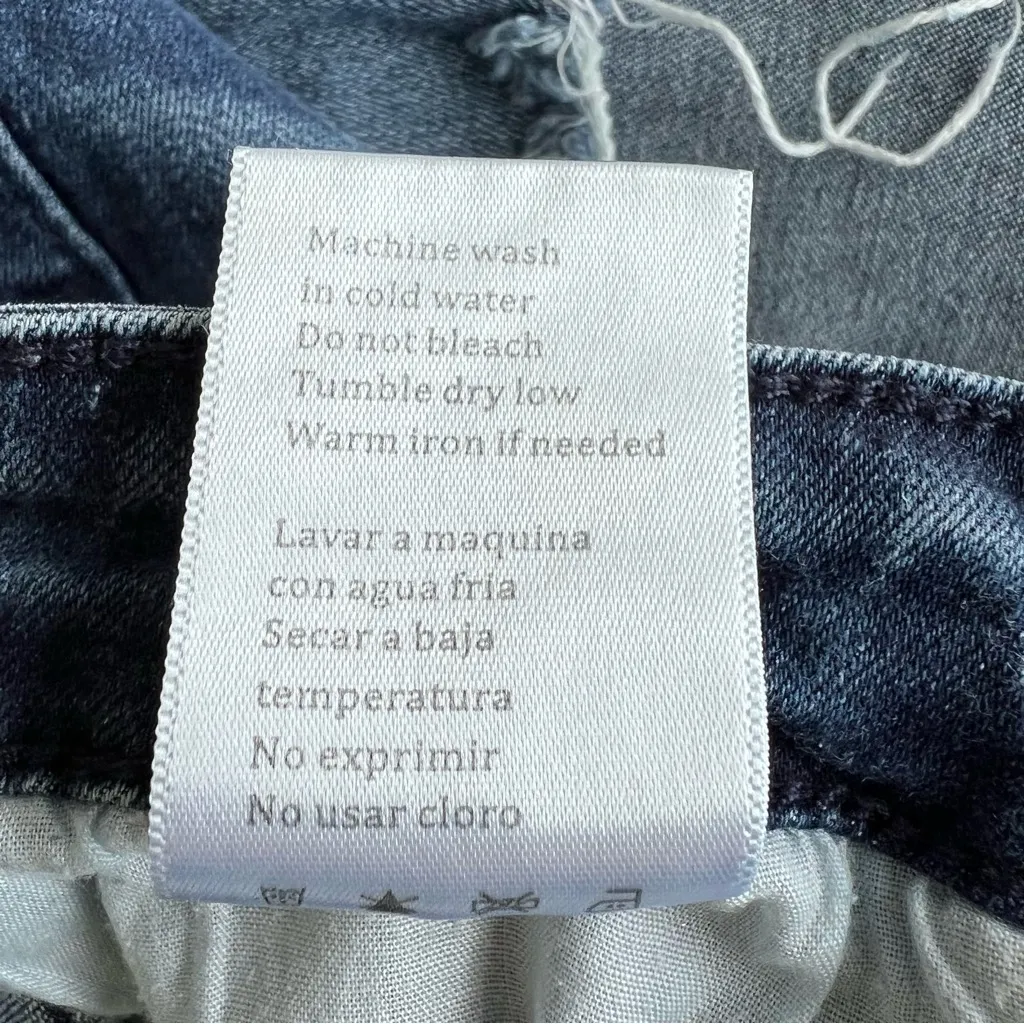 Machine wash
in cold water
Do not bleach
Tumble dry low
Warm iron if needed
Lavar a maquina
con agua fria
Secar a baja
temperatura
No exprimir
No usar cloro